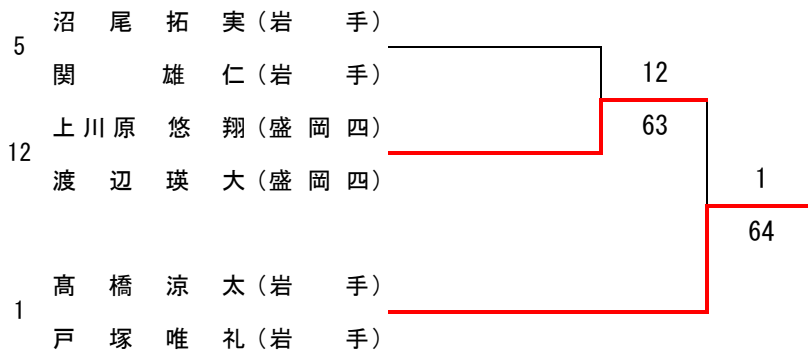 5
沼尾拓実(岩手)
関雄仁(岩手)
12
上川原悠翔(盛岡四)
渡辺瑛大(盛岡四)
12
63
1
64
1
髙橋涼太(岩手)
戸塚唯礼(岩手)